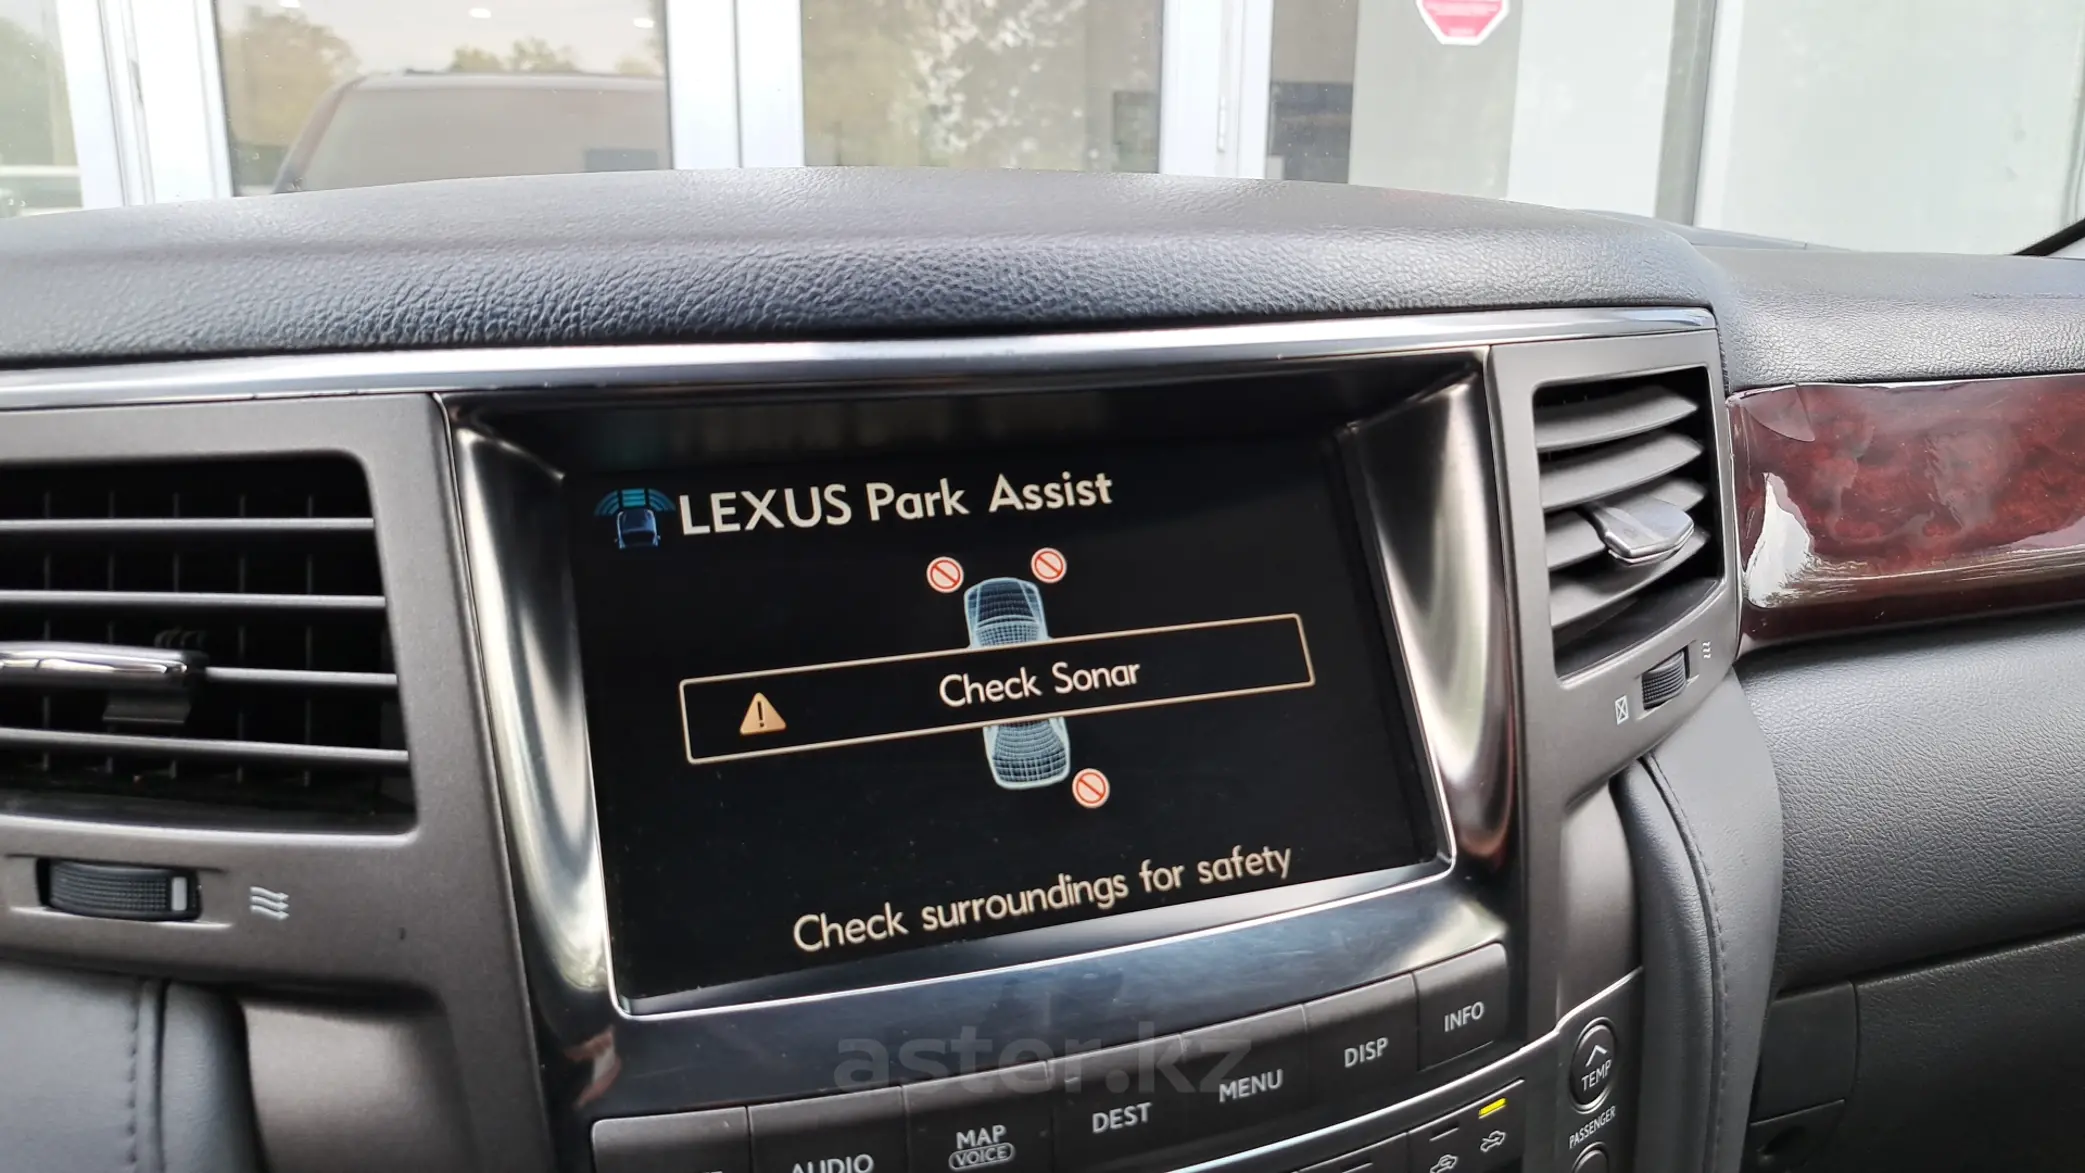 LEXUS Park Assist
Check Sonar
Check surroundings for safety
INFO
DISP
MENU
DEST
MAP
VOICE
AUDIO
TEMP
PASSENGER
aster.kz